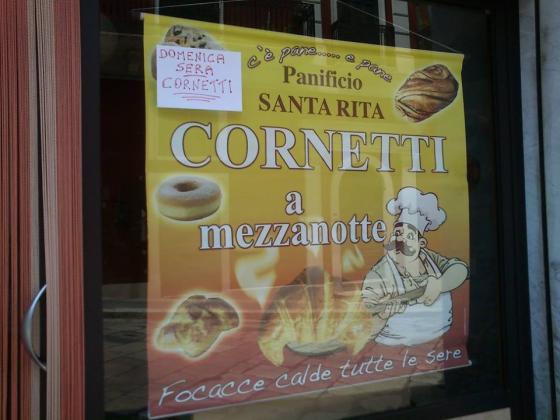 DOMENICA
SERA
CORNETTI
c'è pane..... e pane
Panificio
SANTA RITA
CORNETTI
a
mezzanotte
Focacce calde tutte le sere